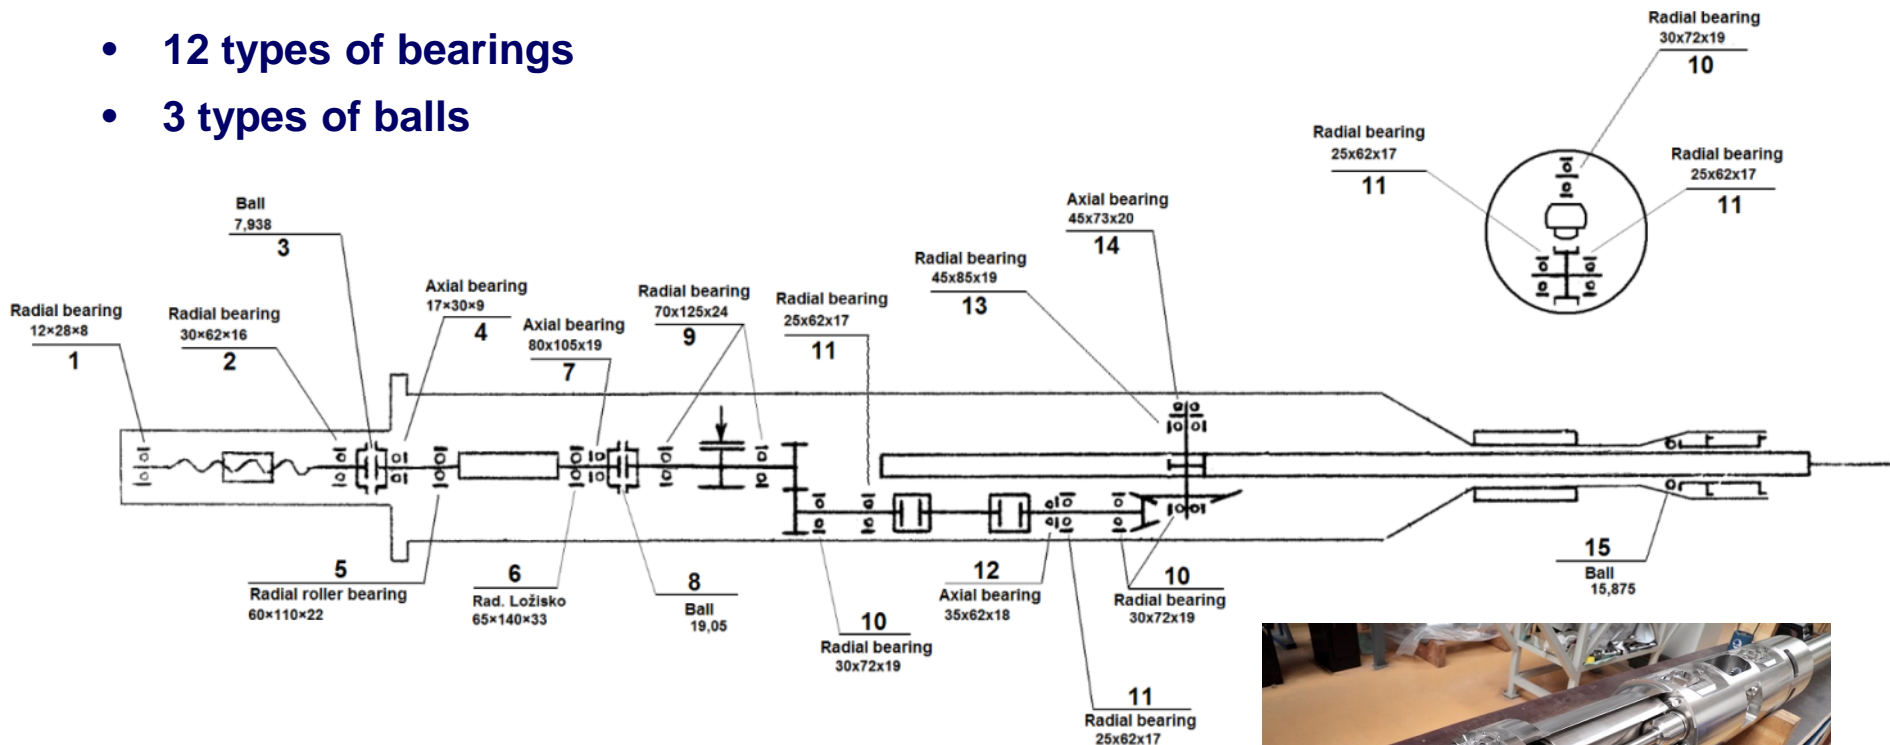 • 12 types of bearings
• 3 types of balls
Radial bearing
30x72x19
10
Radial bearing
25x62x17
11
Radial bearing
25x62x17
11
Ball
7,938
3
Axial bearing
45x73x20
14
Radial bearing
45x85x19
13
Radial bearing
12×28×8
1
Radial bearing
30×62×16
2
Axial bearing
17×30×9
4
Axial bearing
80x105x19
7
Radial bearing
70x125x24
9
Radial bearing
25x62x17
11
5
Radial roller bearing
60×110×22
6
Rad. Ložisko
65×140×33
8
Ball
19,05
10
Radial bearing
30x72x19
12
Axial bearing
35x62x18
10
Radial bearing
30x72x19
11
Radial bearing
25x62x17
15
Ball
15,875